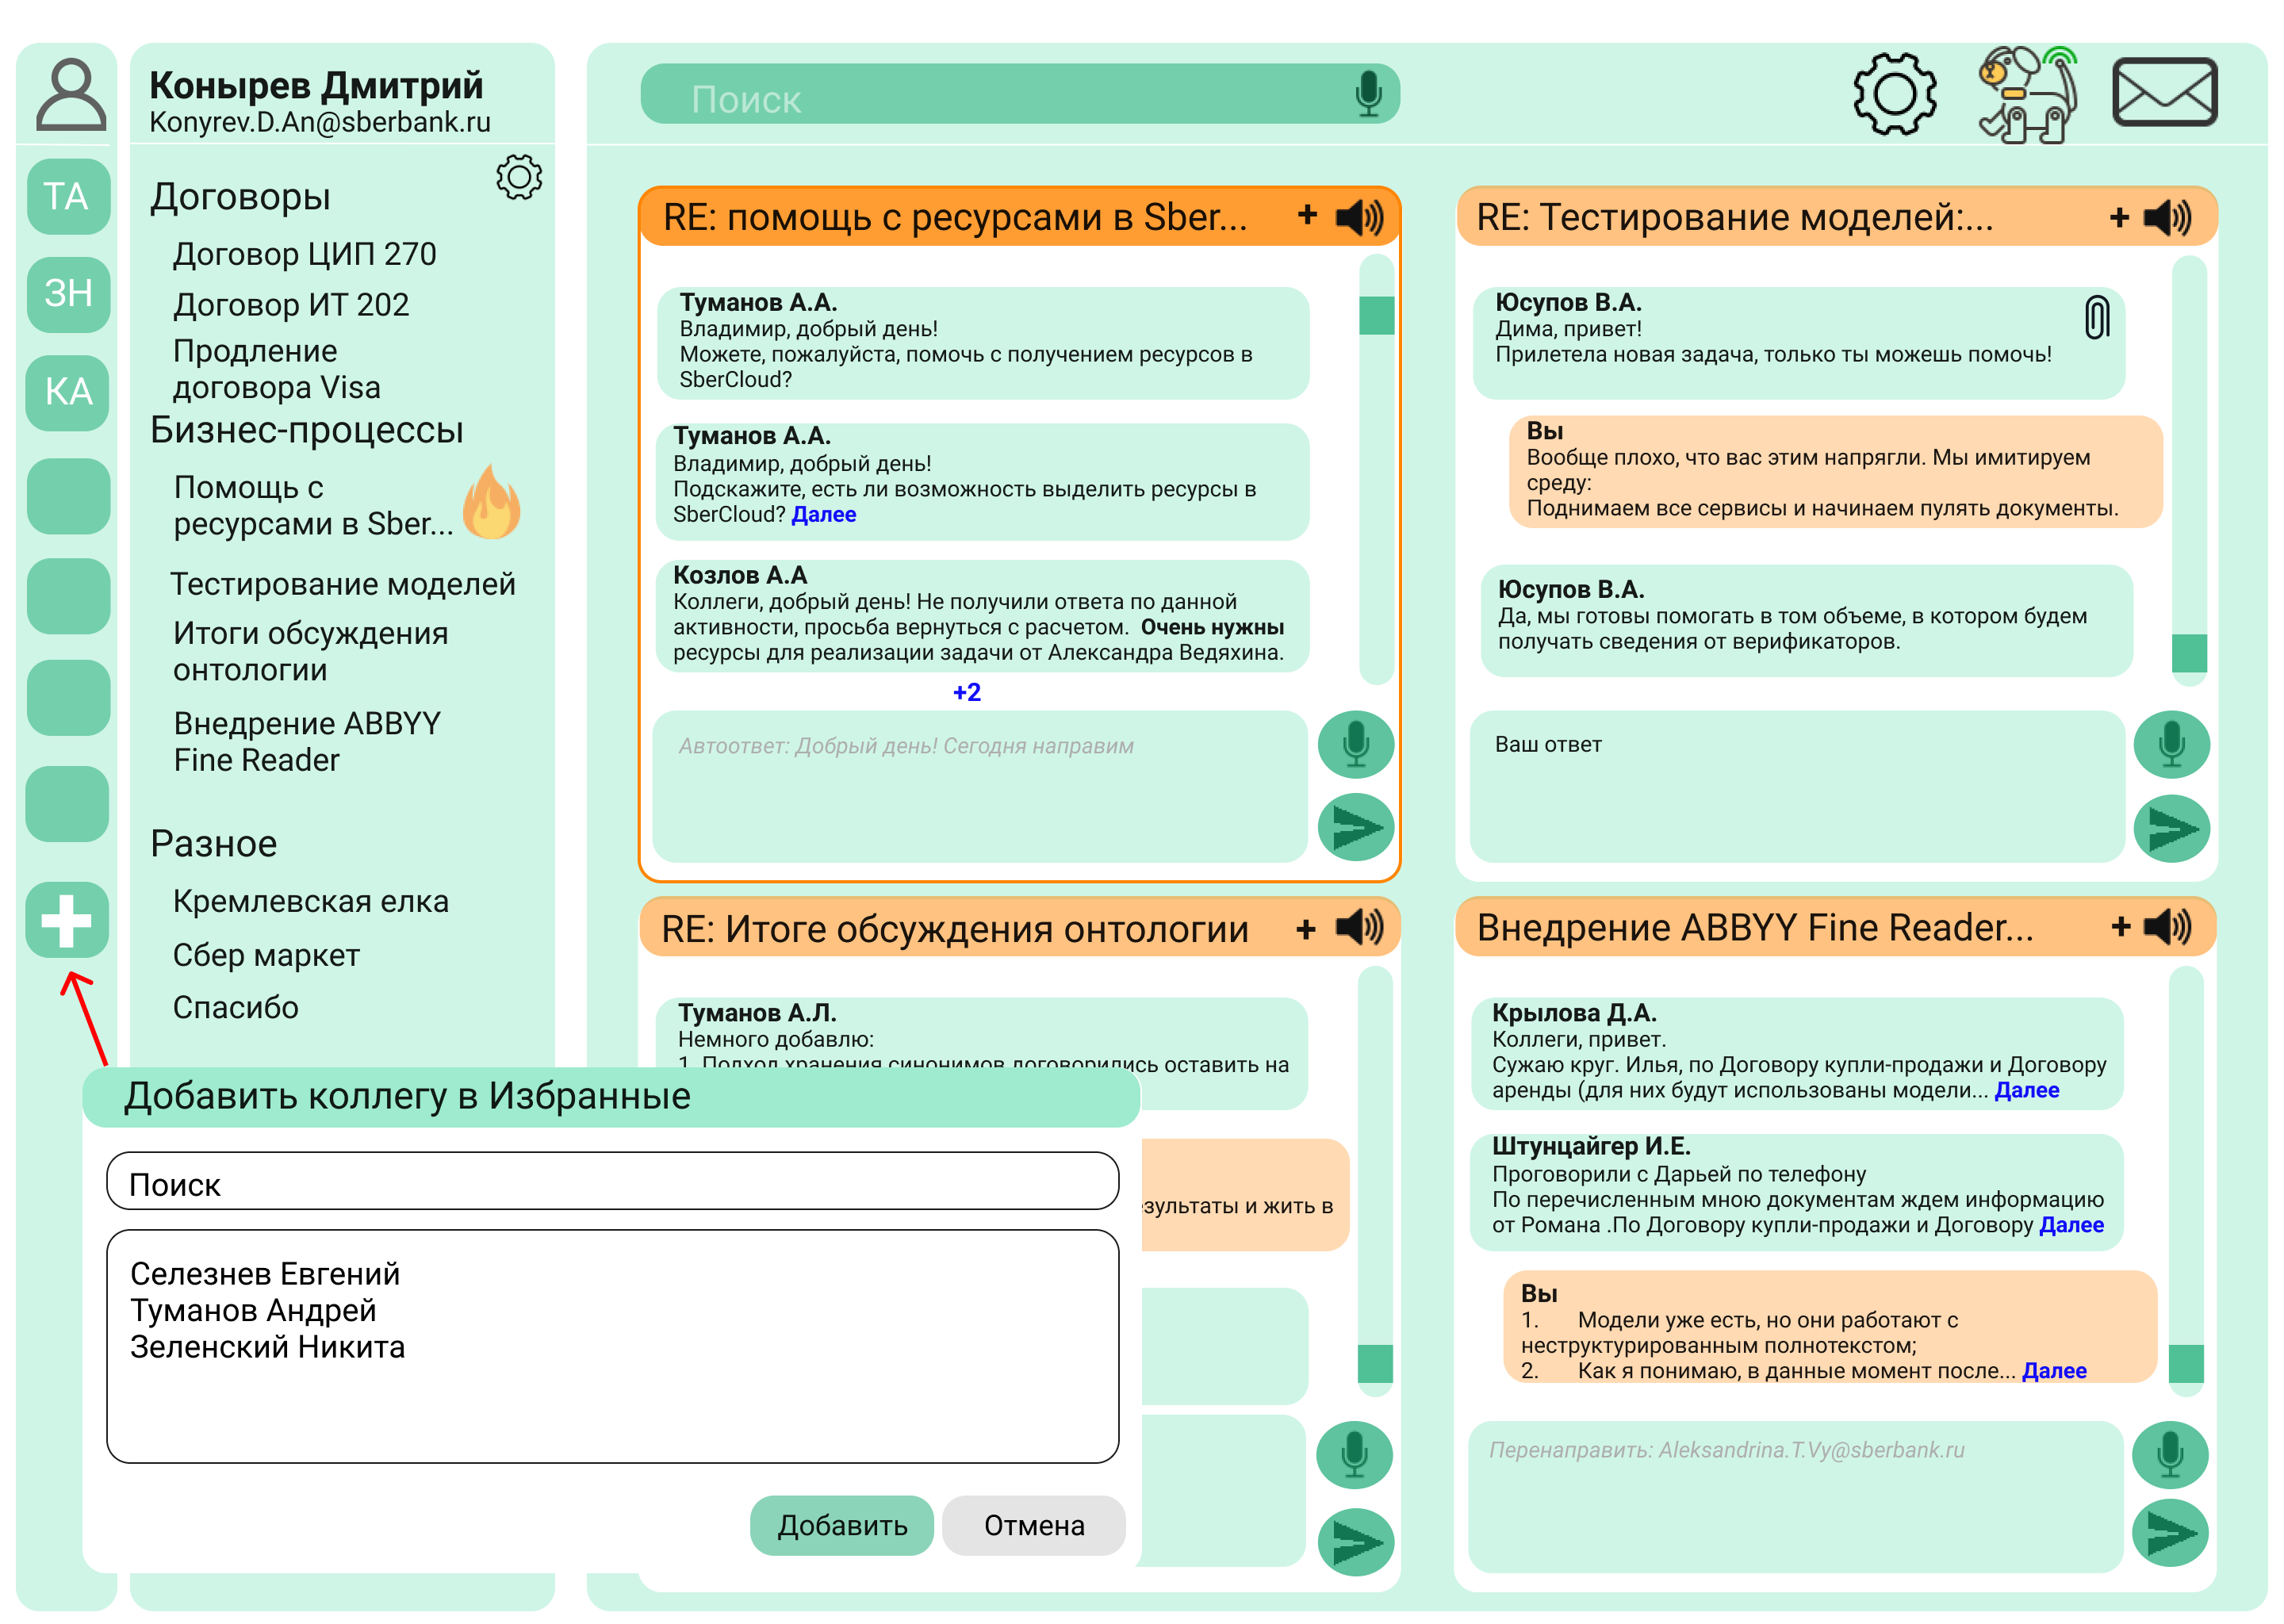 Конырев Дмитрий
Konyrev.D.An@sberbank.ru
ТА
ЗН
КА
Договоры
Договор ЦИП 270
Договор ИТ 202
Продление
договора Visa
Бизнес-процессы
Помощь с
ресурсами в Sber...
Тестирование моделей
Итоги обсуждения
онтологии
Внедрение ABBYY
Fine Reader
Разное
Кремлевская елка
Сбер маркет
Спасибо
Поиск
RE: помощь с ресурсами в Sber... +
Туманов А.А.
Владимир, добрый день!
Можете, пожалуйста, помочь с получением ресурсов в
SberCloud?
Туманов А.А.
Владимир, добрый день!
Подскажите, есть ли возможность выделить ресурсы в
SberCloud? Далее
Козлов А.А
Коллеги, добрый день! Не получили ответа по данной
активности, просьба вернуться с расчетом. Очень нужны
ресурсы для реализации задачи от Александра Ведяхина.
+2
Автоответ: Добрый день! Сегодня направим
RE: Тестирование моделей:... +
Юсупов В.А.
Дима, привет!
Прилетела новая задача, только ты можешь помочь!
Вы
Вообще плохо, что вас этим напрягли. Мы имитируем
среду:
Поднимаем все сервисы и начинаем пулять документы.
Юсупов В.А.
Да, мы готовы помогать в том объеме, в котором будем
получать сведения от верификаторов.
Ваш ответ
RE: Итоге обсуждения онтологии +
Туманов А.Л.
Немного добавлю:
1. Подход хранения синонимов договорились оставить на
зультаты и жить в
Внедрение ABBYY Fine Reader... +
Крылова Д.А.
Коллеги, привет.
Сужаю круг. Илья, по Договору купли-продажи и Договору
аренды (для них будут использованы модели... Далее
Штунцайгер И.Е.
Проговорили с Дарьей по телефону
По перечисленным мною документам ждем информацию
от Романа .По Договору купли-продажи и Договору Далее
Вы
1. Модели уже есть, но они работают с
неструктурированным полнотекстом;
2. Как я понимаю, в данные момент после... Далее
Перенаправить: Aleksandrina.T.Vy@sberbank.ru
Добавить коллегу в Избранные
Поиск
Селезнев Евгений
Туманов Андрей
Зеленский Никита
Добавить
Отмена